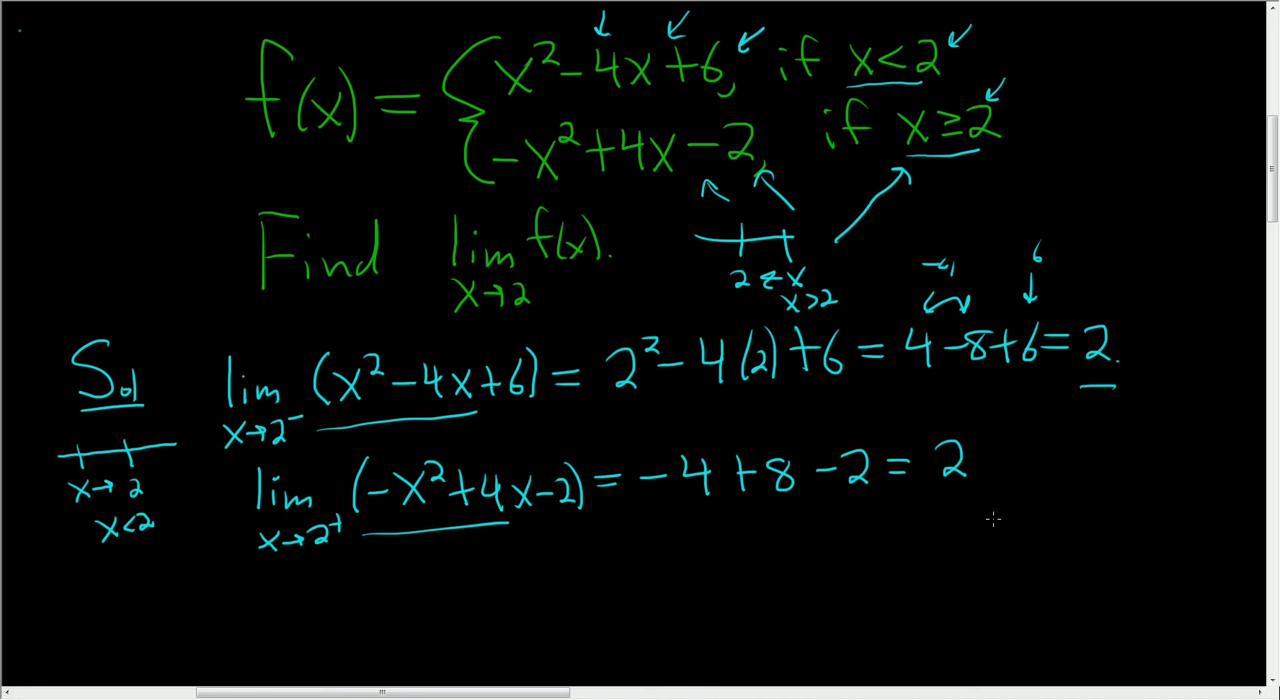 f(x) = { x² - 4x + 6, if x < 2
-x² + 4x - 2, if x ≥ 2
Find lim f(x).
x→2
2 ← x
x > 2
-4
6
Sol
lim (x² - 4x + 6) = 2² - 4(2) + 6 = 4 - 8 + 6 = 2.
x→2⁻
x→2
x<2
lim (-x² + 4x - 2) = -4 + 8 - 2 = 2
x→2⁺